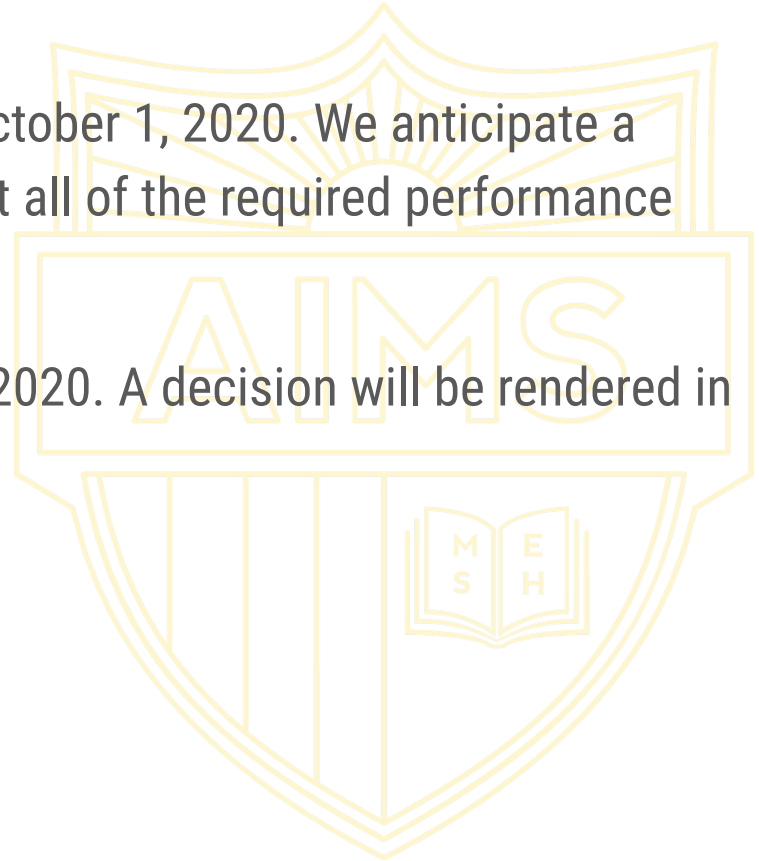 ctober 1, 2020. We anticipate a
t all of the required performance
AIMS
2020. A decision will be rendered in
M E
S H